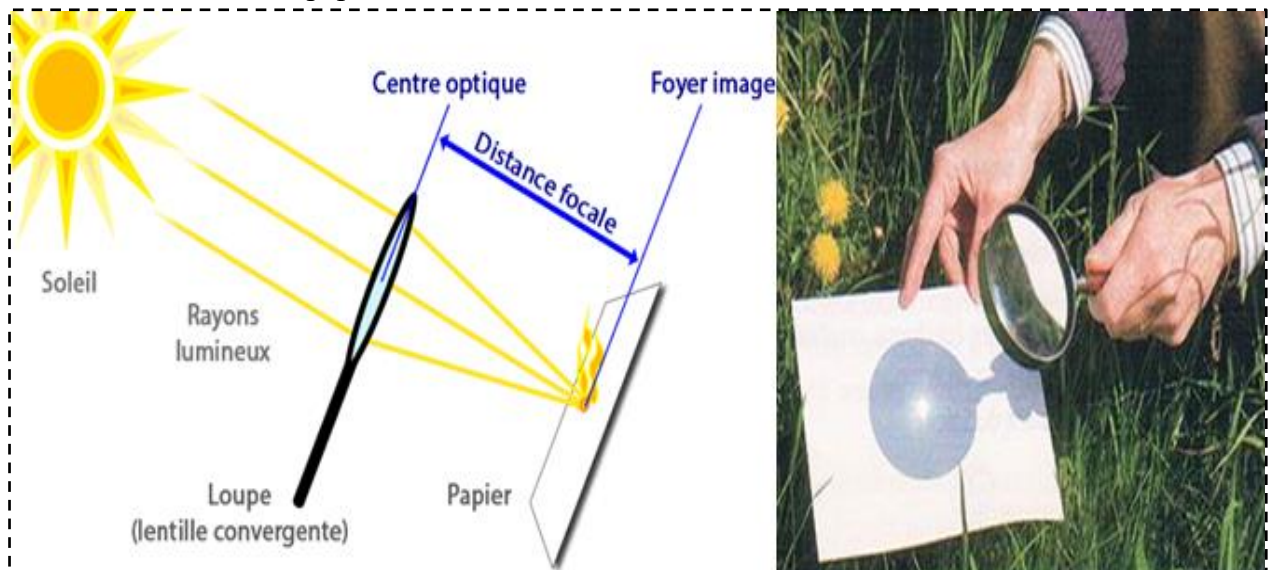 Centre optique
Foyer image
Distance focale
Soleil
Rayons
lumineux
Loupe
(lentille convergente)
Papier